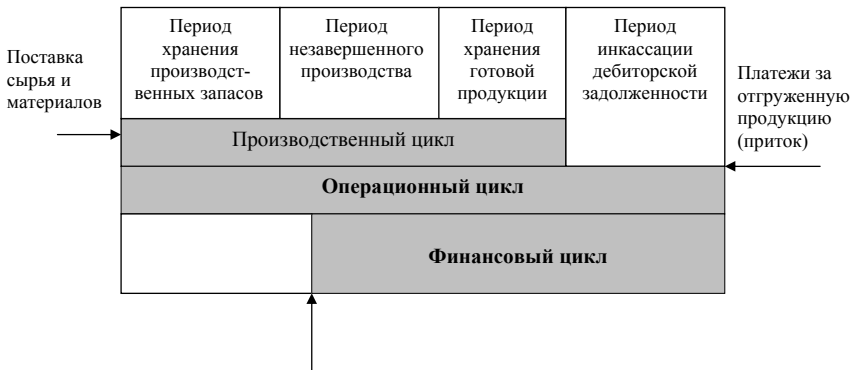 Поставка
сырья и
материалов
Период
хранения
производст-
венных запасов
Период
незавершенного
производства
Период
хранения
готовой
продукции
Период
инкассации
дебиторской
задолженности
Платежи за
отгруженную
продукцию
(приток)
Производственный цикл
Операционный цикл
Финансовый цикл